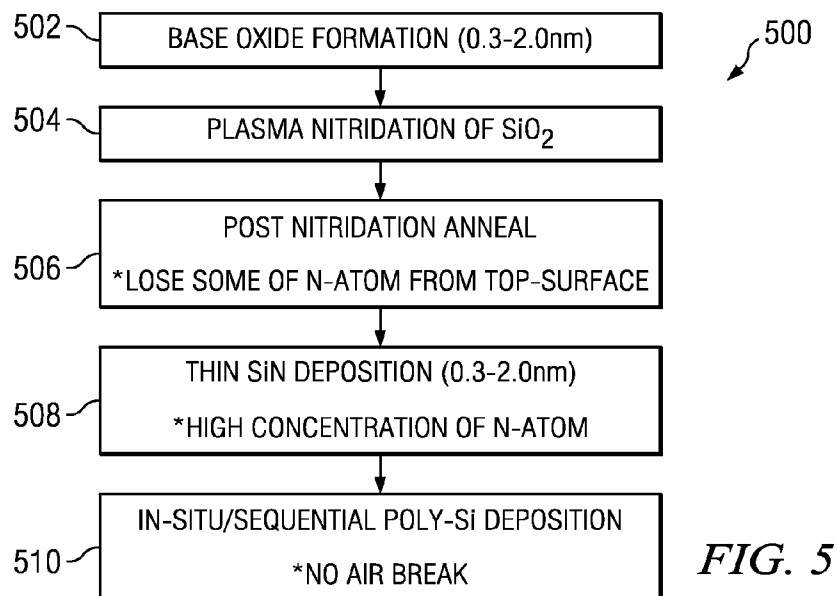 502
BASE OXIDE FORMATION (0.3-2.0nm)
500
504
PLASMA NITRIDATION OF SiO2
506
POST NITRIDATION ANNEAL
*LOSE SOME OF N-ATOM FROM TOP-SURFACE
508
THIN SiN DEPOSITION (0.3-2.0nm)
*HIGH CONCENTRATION OF N-ATOM
510
IN-SITU/SEQUENTIAL POLY-Si DEPOSITION
*NO AIR BREAK
FIG. 5